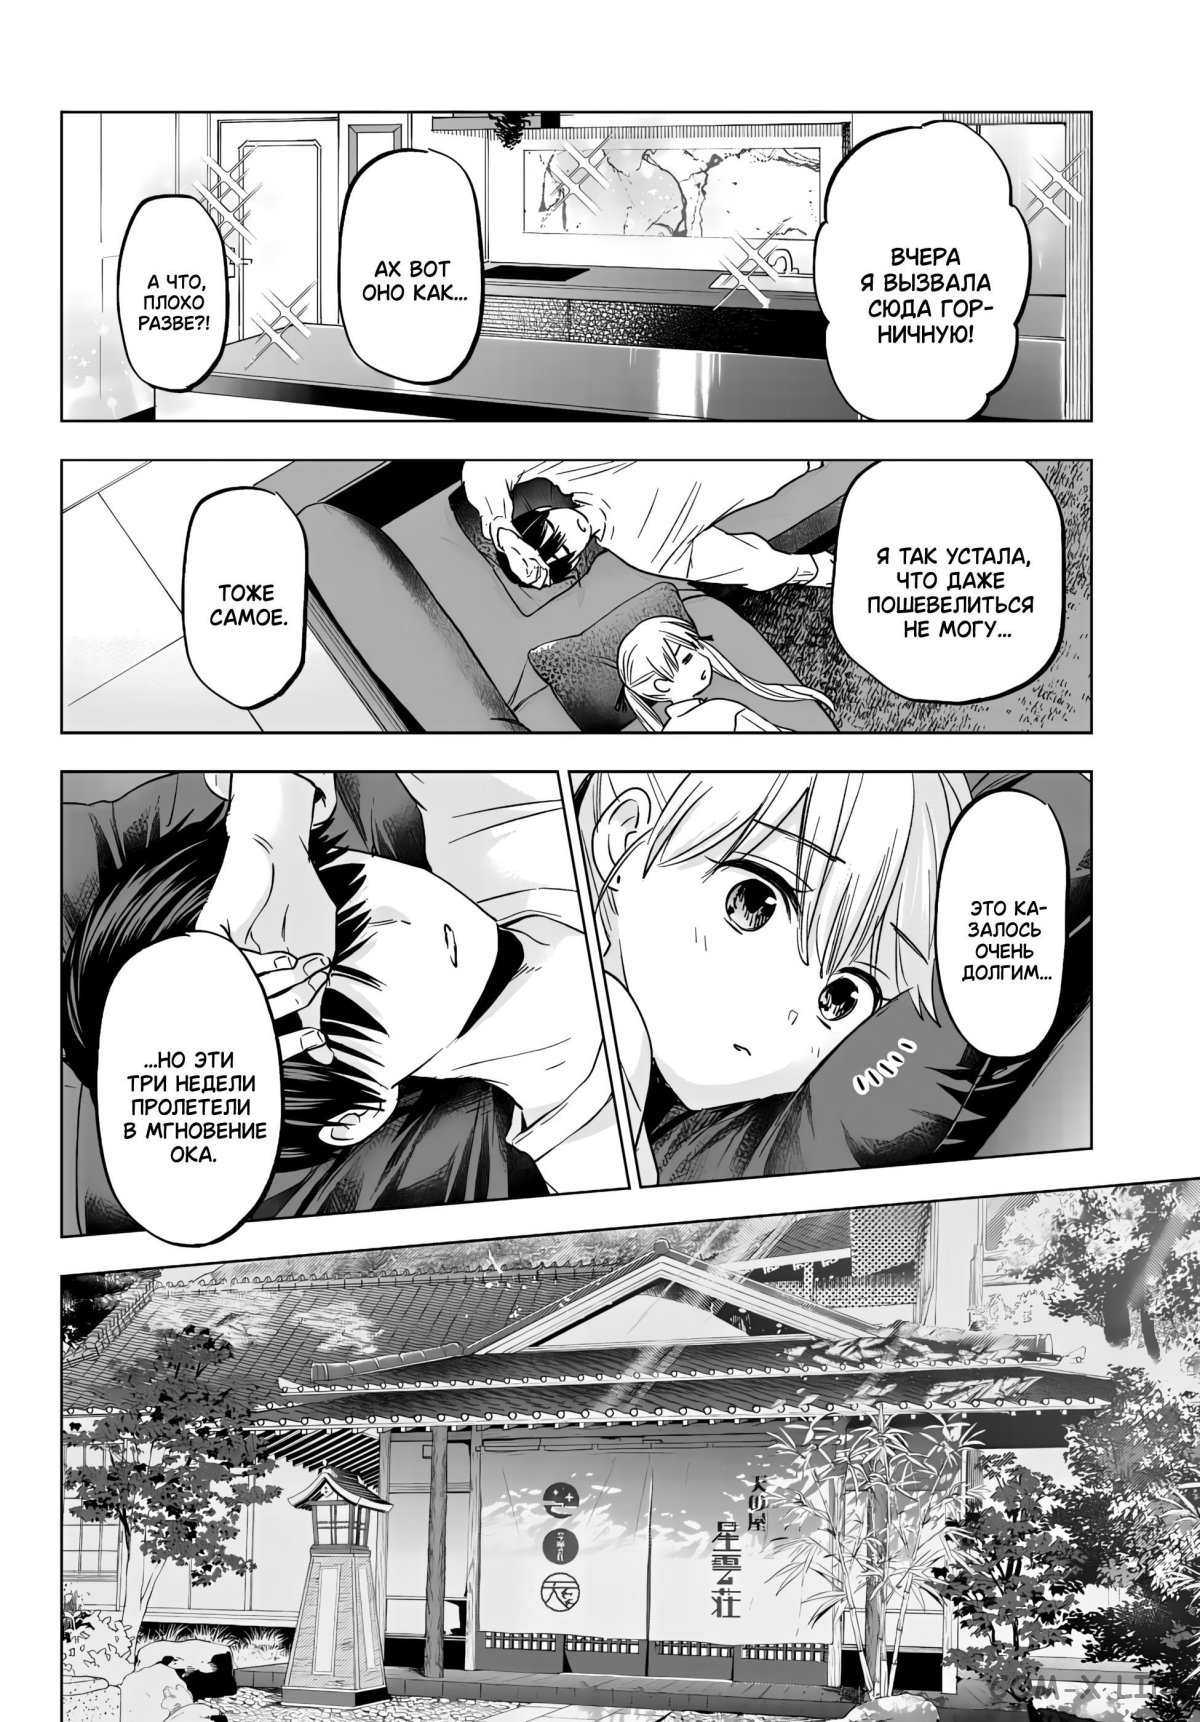 ВЧЕРА
Я ВЫЗВАЛА
СЮДА ГОР-
НИЧНУЮ!
АХ ВОТ
ОНО КАК...
А ЧТО,
ПЛОХО
РАЗВЕ?!
Я ТАК УСТАЛА,
ЧТО ДАЖЕ
ПОШЕВЕЛИТЬСЯ
НЕ МОГУ...
ТОЖЕ
САМОЕ.
ЭТО КА-
ЗАЛОСЬ
ОЧЕНЬ
ДОЛГИМ...
...НО ЭТИ
ТРИ НЕДЕЛИ
ПРОЛЕТЕЛИ
В МГНОВЕНИЕ
ОКА.
天の屋
星雲荘
天